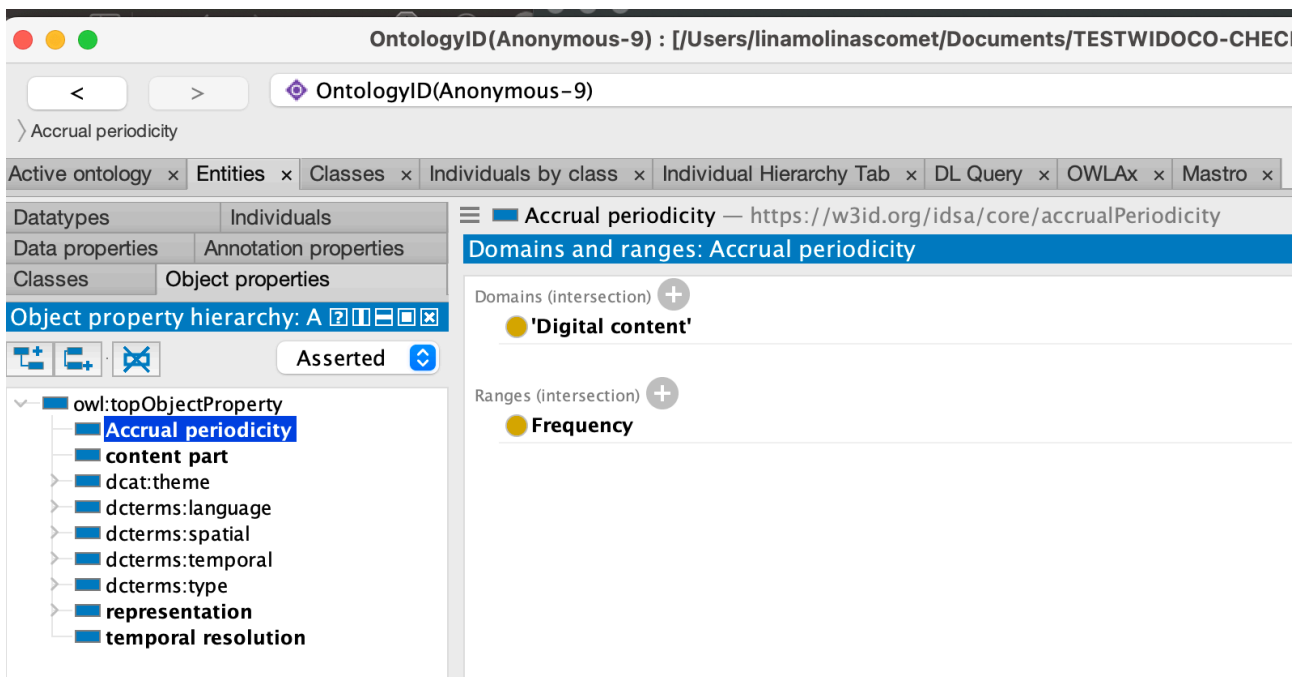 OntologyID(Anonymous-9) : [/Users/linamolinascomet/Documents/TESTWIDOCO-CHEC
< > OntologyID(Anonymous-9)
〉Accrual periodicity
Active ontology × Entities × Classes × Individuals by class × Individual Hierarchy Tab × DL Query × OWLAx × Mastro ×
Datatypes Individuals
Data properties Annotation properties
Classes Object properties
Object property hierarchy: A
Asserted
owl:topObjectProperty
Accrual periodicity
content part
dcat:theme
dcterms:language
dcterms:spatial
dcterms:temporal
dcterms:type
representation
temporal resolution
Accrual periodicity — https://w3id.org/idsa/core/accrualPeriodicity
Domains and ranges: Accrual periodicity
Domains (intersection)
'Digital content'
Ranges (intersection)
Frequency